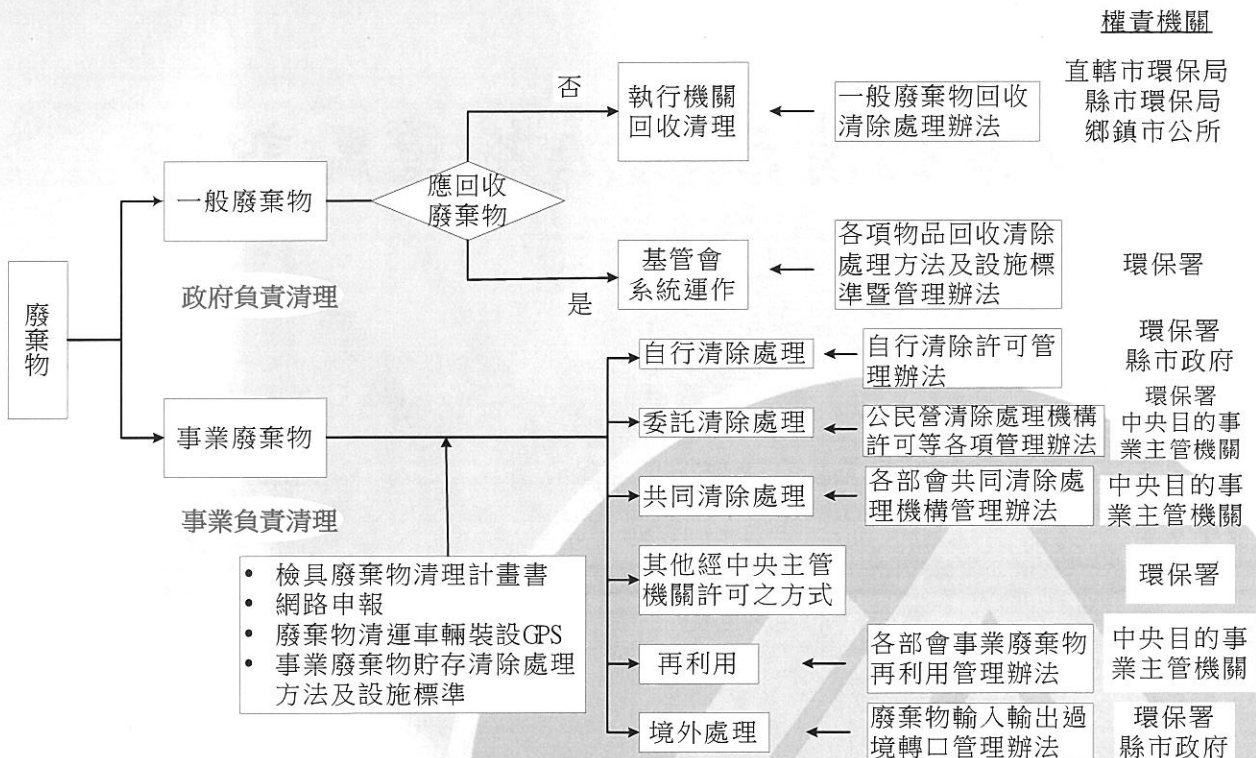 權責機關
直轄市環保局
縣市環保局
鄉鎮市公所
否
執行機關
回收清理
一般廢棄物回收
清除處理辦法
一般廢棄物
應回收
廢棄物
政府負責清理
是
基管會
系統運作
各項物品回收清除
處理方法及設施標
準暨管理辦法
環保署
廢棄物
自行清除處理
自行清除許可管
理辦法
環保署
縣市政府
事業廢棄物
委託清除處理
公民營清除處理機構
許可等各項管理辦法
環保署
中央目的事
業主管機關
事業負責清理
共同清除處理
各部會共同清除處
理機構管理辦法
中央目的事
業主管機關
• 檢具廢棄物清理計畫書
• 網路申報
• 廢棄物清運車輛裝設GPS
• 事業廢棄物貯存清除處理
方法及設施標準
其他經中央主管
機關許可之方式
環保署
再利用
各部會事業廢棄物
再利用管理辦法
中央目的事
業主管機關
境外處理
廢棄物輸入輸出過
境轉口管理辦法
環保署
縣市政府